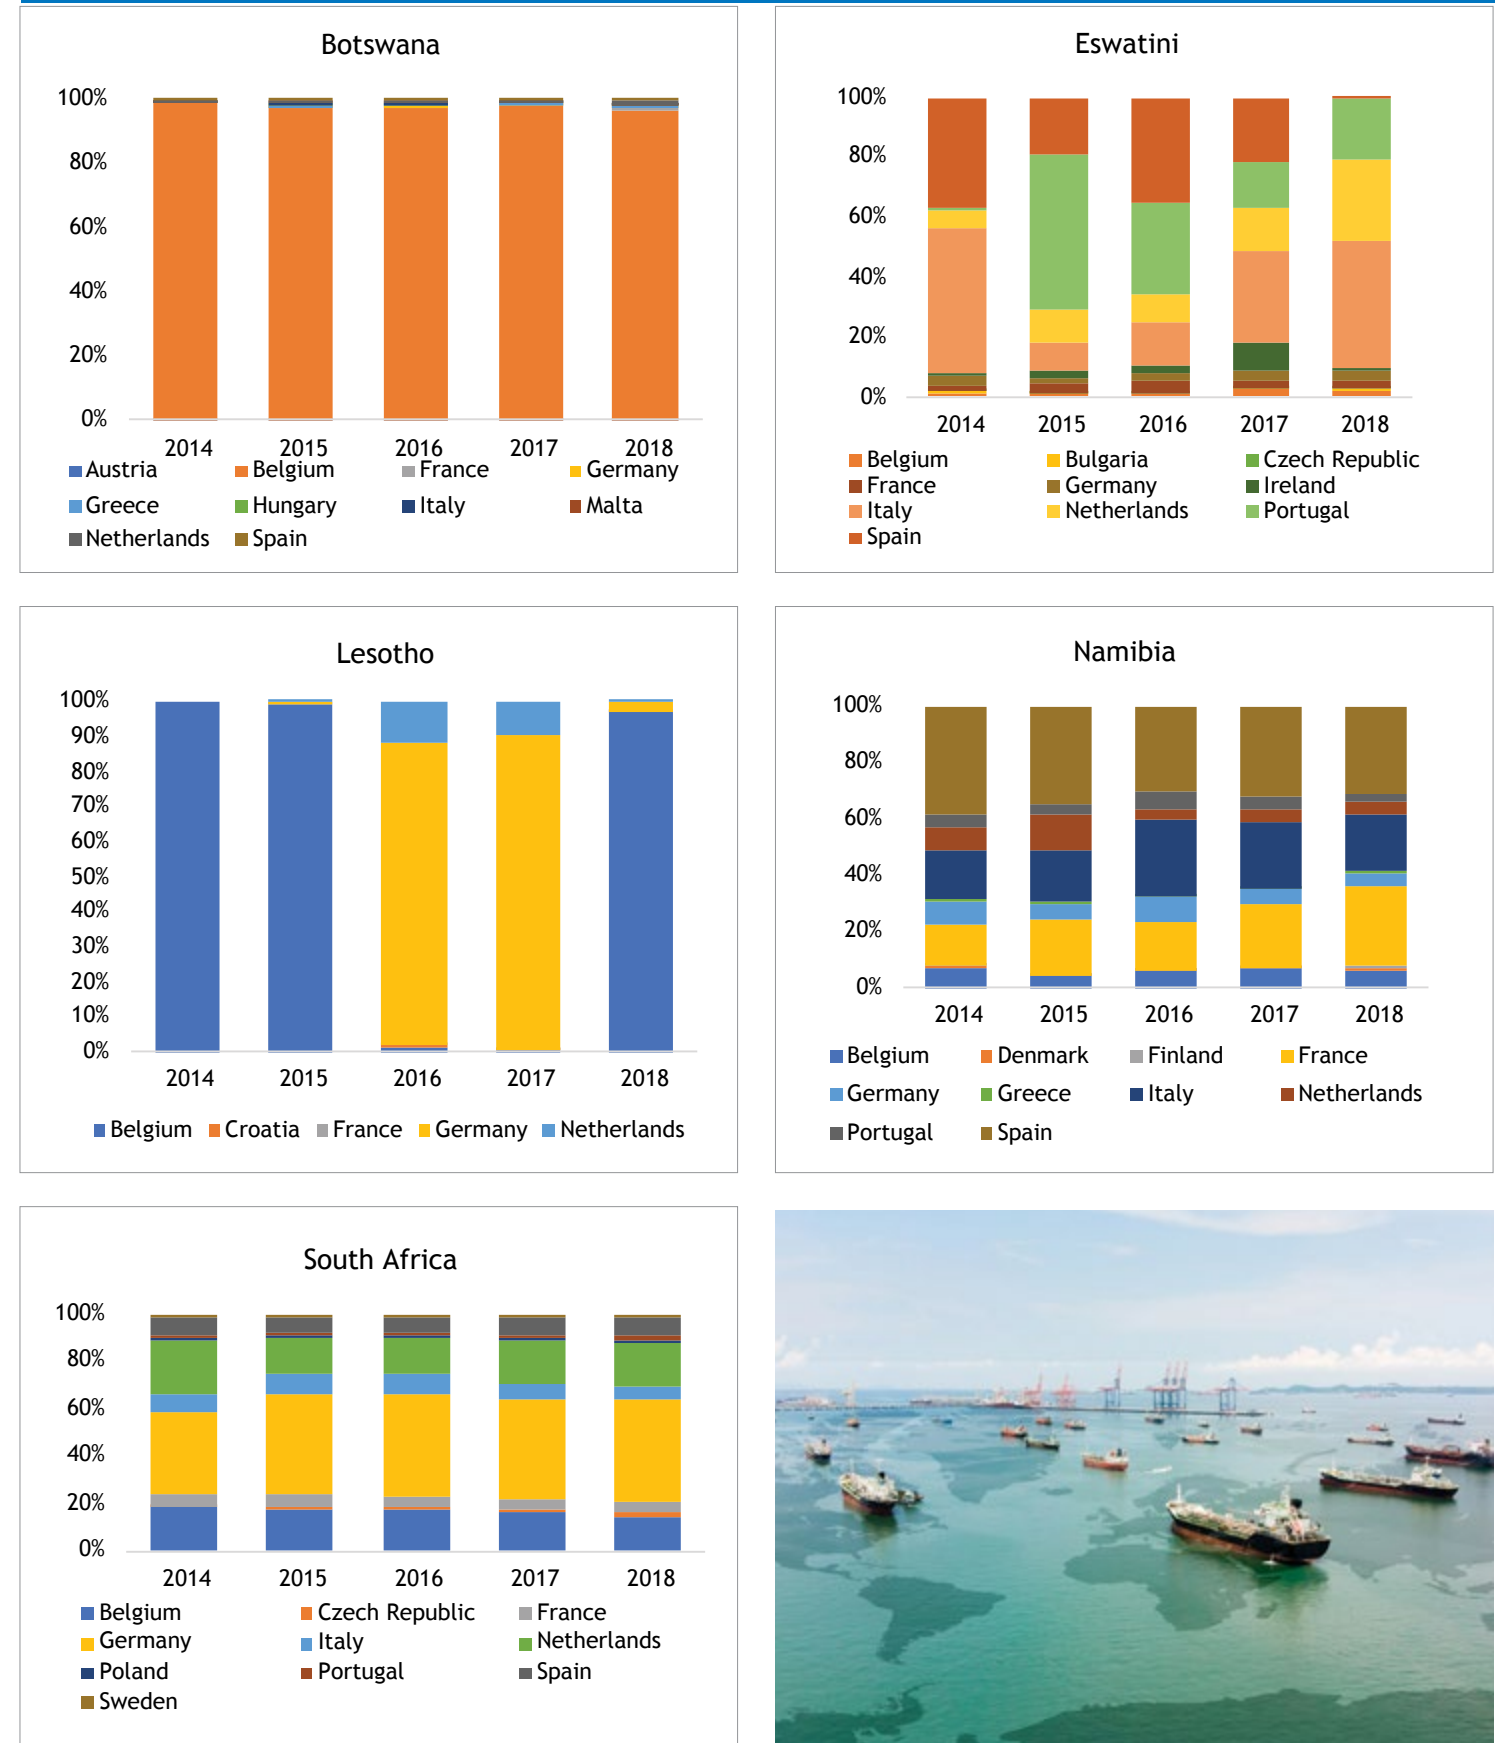 Botswana
100%
80%
60%
40%
20%
0%
2014 2015 2016 2017 2018
Austria Belgium France Germany
Greece Hungary Italy Malta
Netherlands Spain
Eswatini
100%
80%
60%
40%
20%
0%
2014 2015 2016 2017 2018
Belgium Bulgaria Czech Republic
France Germany Ireland
Italy Netherlands Portugal
Spain
Lesotho
100%
90%
80%
70%
60%
50%
40%
30%
20%
10%
0%
2014 2015 2016 2017 2018
Belgium Croatia France Germany Netherlands
Namibia
100%
80%
60%
40%
20%
0%
2014 2015 2016 2017 2018
Belgium Denmark Finland France
Germany Greece Italy Netherlands
Portugal Spain
South Africa
100%
80%
60%
40%
20%
0%
2014 2015 2016 2017 2018
Belgium Czech Republic France
Germany Italy Netherlands
Poland Portugal Spain
Sweden